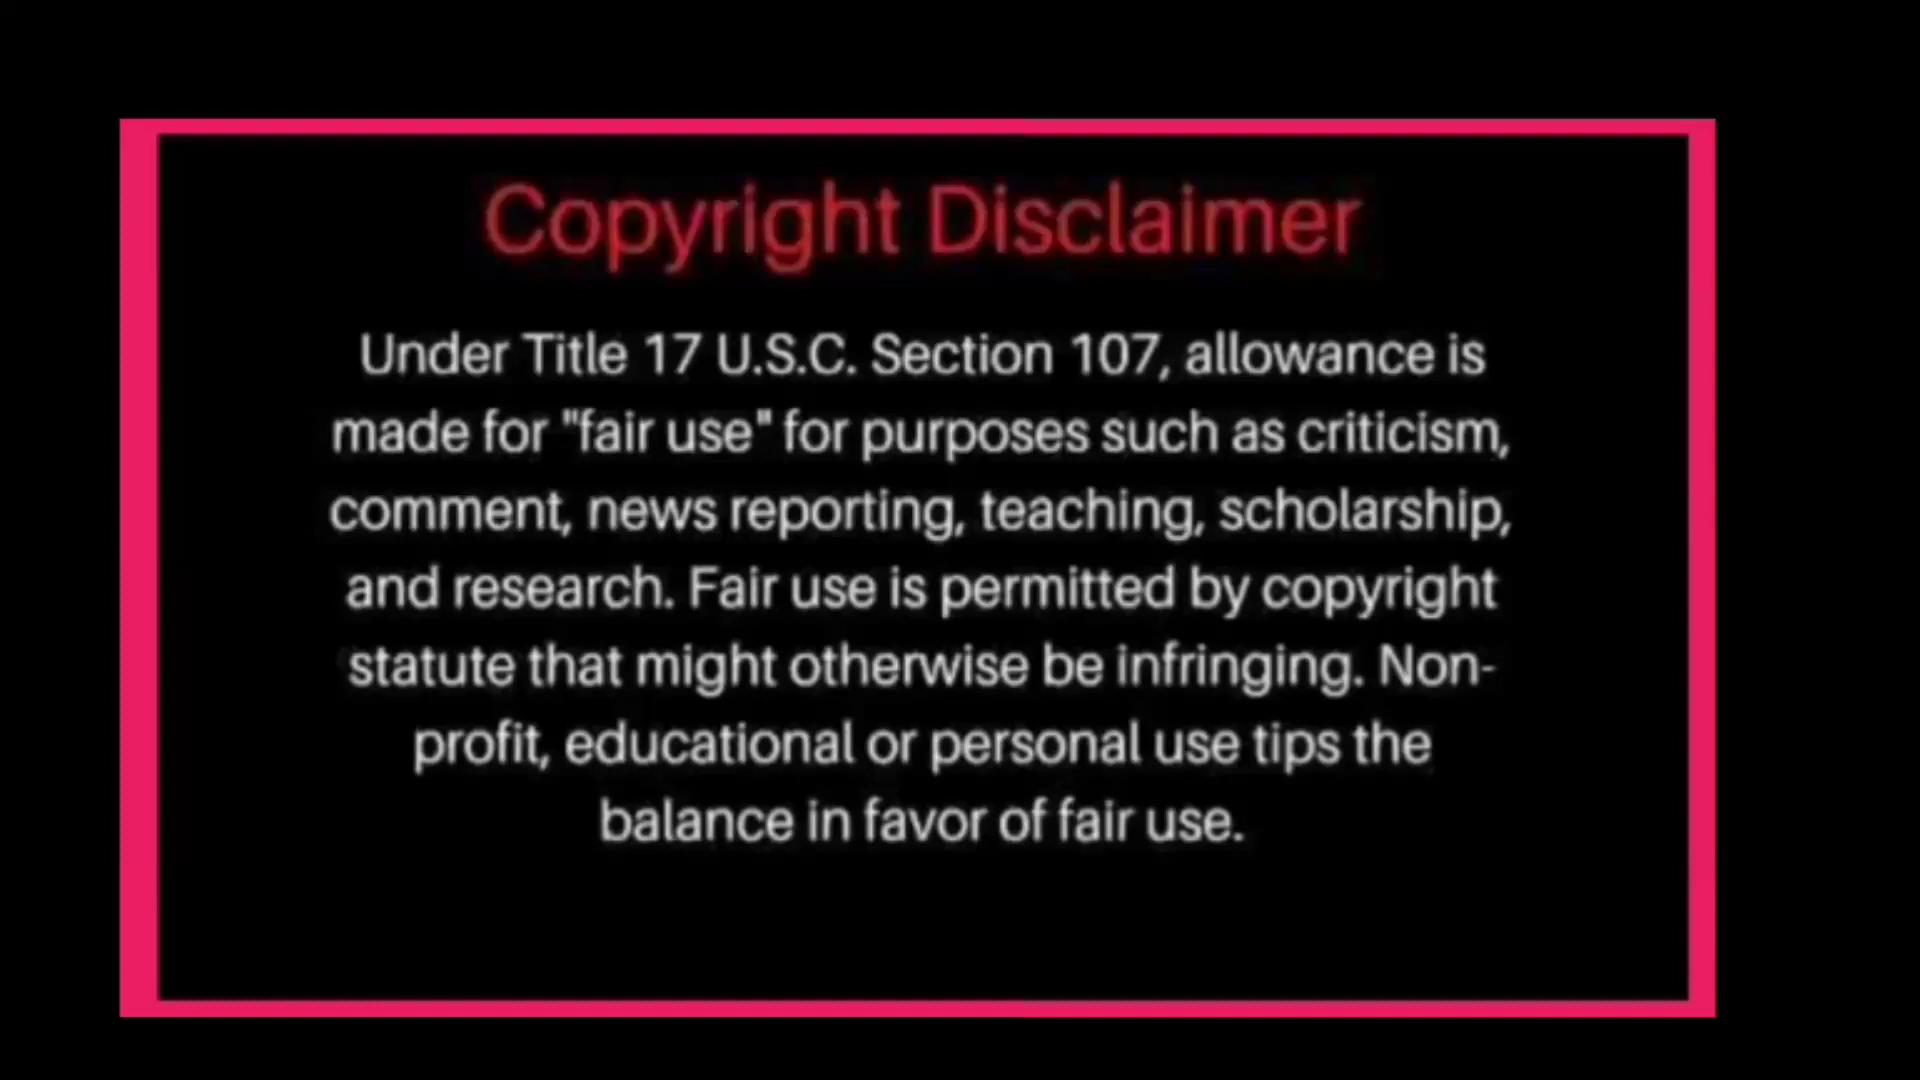 Copyright Disclaimer
Under Title 17 U.S.C. Section 107, allowance is
made for "fair use" for purposes such as criticism,
comment, news reporting, teaching, scholarship,
and research. Fair use is permitted by copyright
statute that might otherwise be infringing. Non-
profit, educational or personal use tips the
balance in favor of fair use.